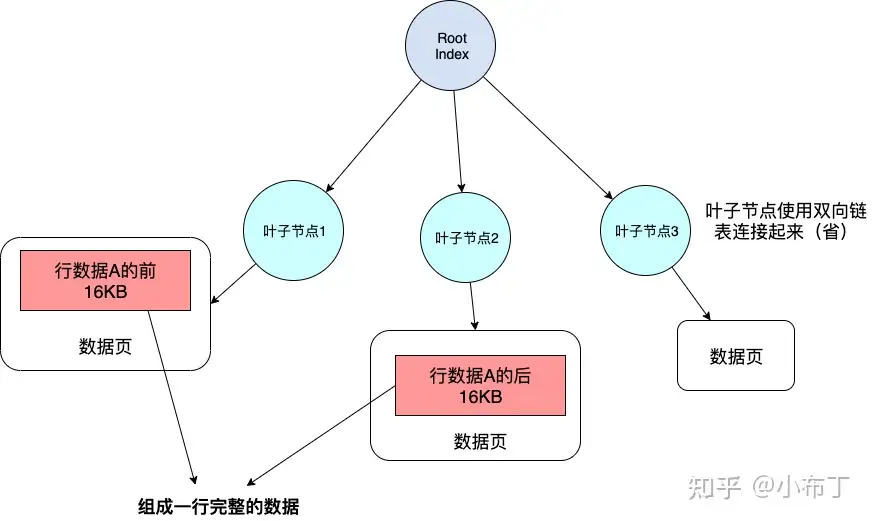 Root
Index
叶子节点1
叶子节点2
叶子节点3
叶子节点使用双向链
表连接起来（省）
行数据A的前
16KB
数据页
行数据A的后
16KB
数据页
数据页
组成一行完整的数据
知乎 @小布丁